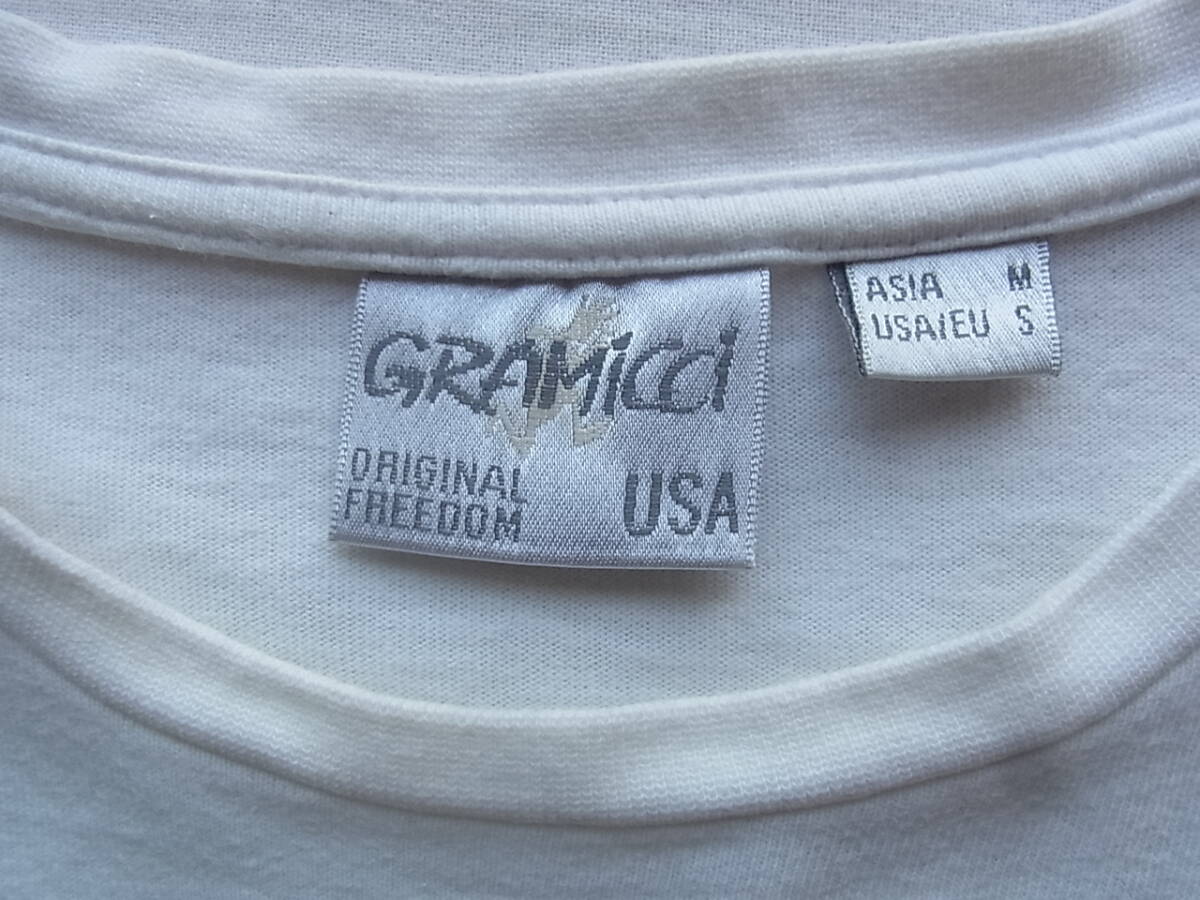 GRAMiCCi
ORIGINAL
FREEDOM
USA
ASIA M
USA/EU S